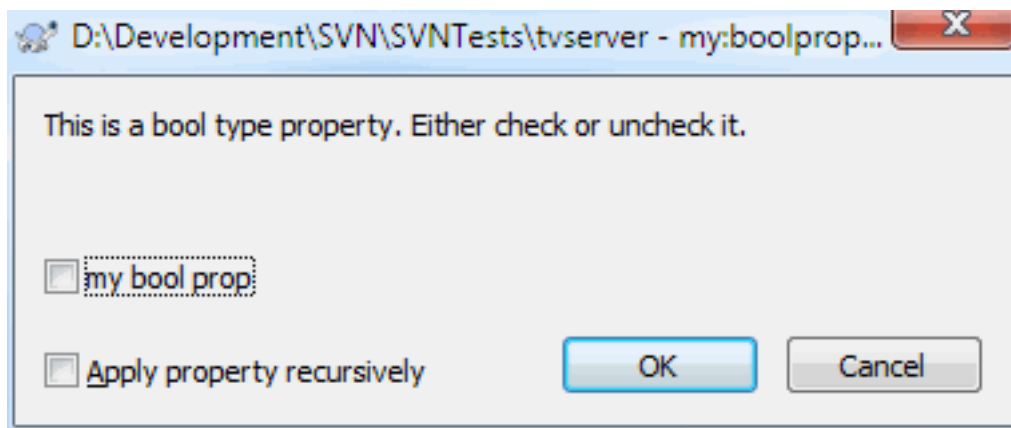 D:\Development\SVN\SVNTests\tvserver - my:boolprop...
This is a bool type property. Either check or uncheck it.
my bool prop
Apply property recursively
OK
Cancel